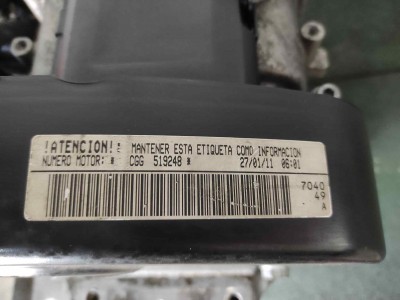 ¡ATENCION! MANTENER ESTA ETIQUETA COMO INFORMACION
NUMERO MOTOR: * CGG 519248 * 27/01/11 06:01
7040
49
A